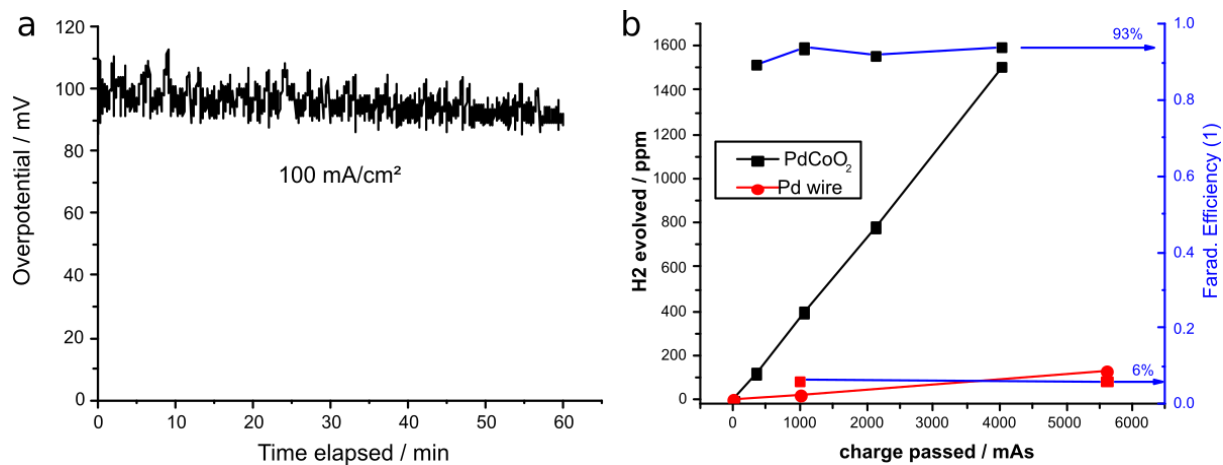 a
120
100
80
60
40
20
0
Overpotential / mV
100 mA/cm²
0 10 20 30 40 50 60
Time elapsed / min
b
1600
1400
1200
1000
800
600
400
200
0
H2 evolved / ppm
PdCoO₂
Pd wire
93%
6%
1.0
0.8
0.6
0.4
0.2
0.0
Farad. Efficiency (1)
0 1000 2000 3000 4000 5000 6000
charge passed / mAs